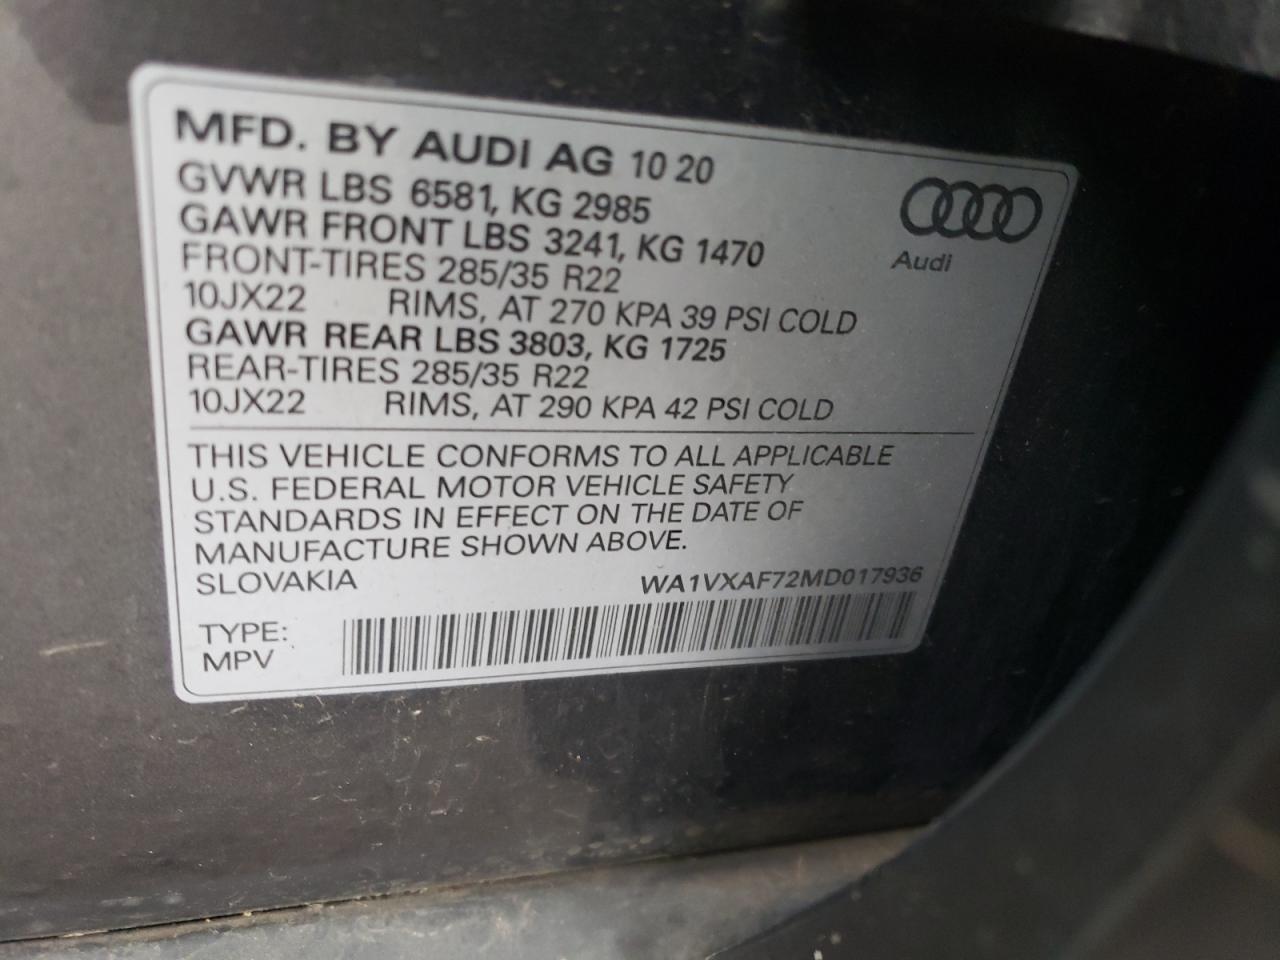 MFD. BY AUDI AG 10 20
GVWR LBS 6581, KG 2985
GAWR FRONT LBS 3241, KG 1470
FRONT-TIRES 285/35 R22
10JX22 RIMS, AT 270 KPA 39 PSI COLD
GAWR REAR LBS 3803, KG 1725
REAR-TIRES 285/35 R22
10JX22 RIMS, AT 290 KPA 42 PSI COLD
Audi
THIS VEHICLE CONFORMS TO ALL APPLICABLE
U.S. FEDERAL MOTOR VEHICLE SAFETY
STANDARDS IN EFFECT ON THE DATE OF
MANUFACTURE SHOWN ABOVE.
SLOVAKIA WA1VXAF72MD017936
TYPE:
MPV